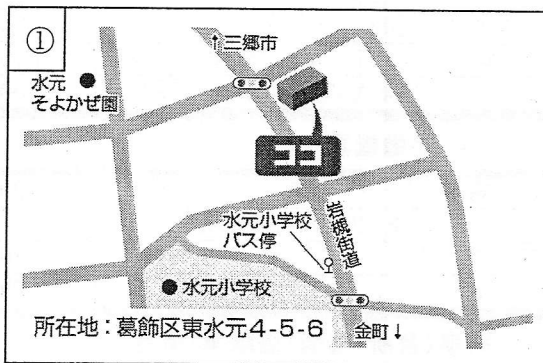 ①
↑三郷市
水元
そよかぜ園
ココ
水元小学校
バス停
岩槻街道
水元小学校
所在地：葛飾区東水元4-5-6
金町↓